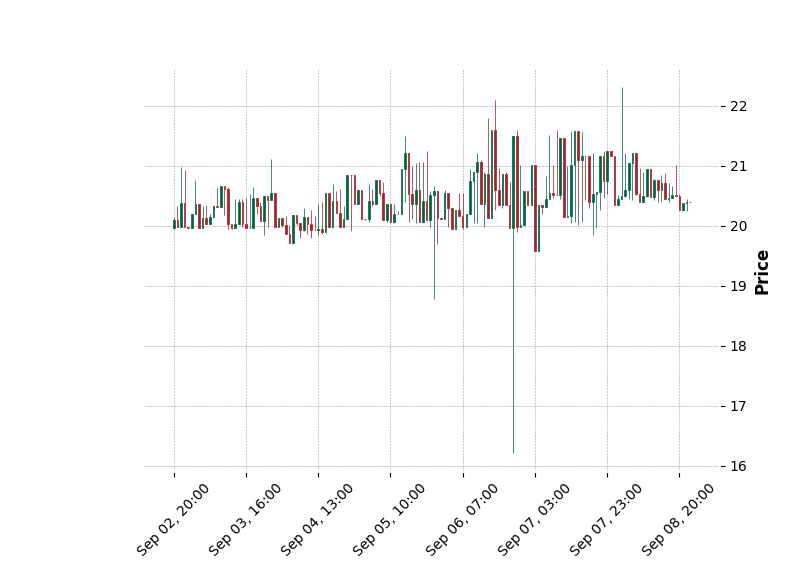 22
21
20
19
18
17
16
Price
Sep 02, 20:00
Sep 03, 16:00
Sep 04, 13:00
Sep 05, 10:00
Sep 06, 07:00
Sep 07, 03:00
Sep 07, 23:00
Sep 08, 20:00